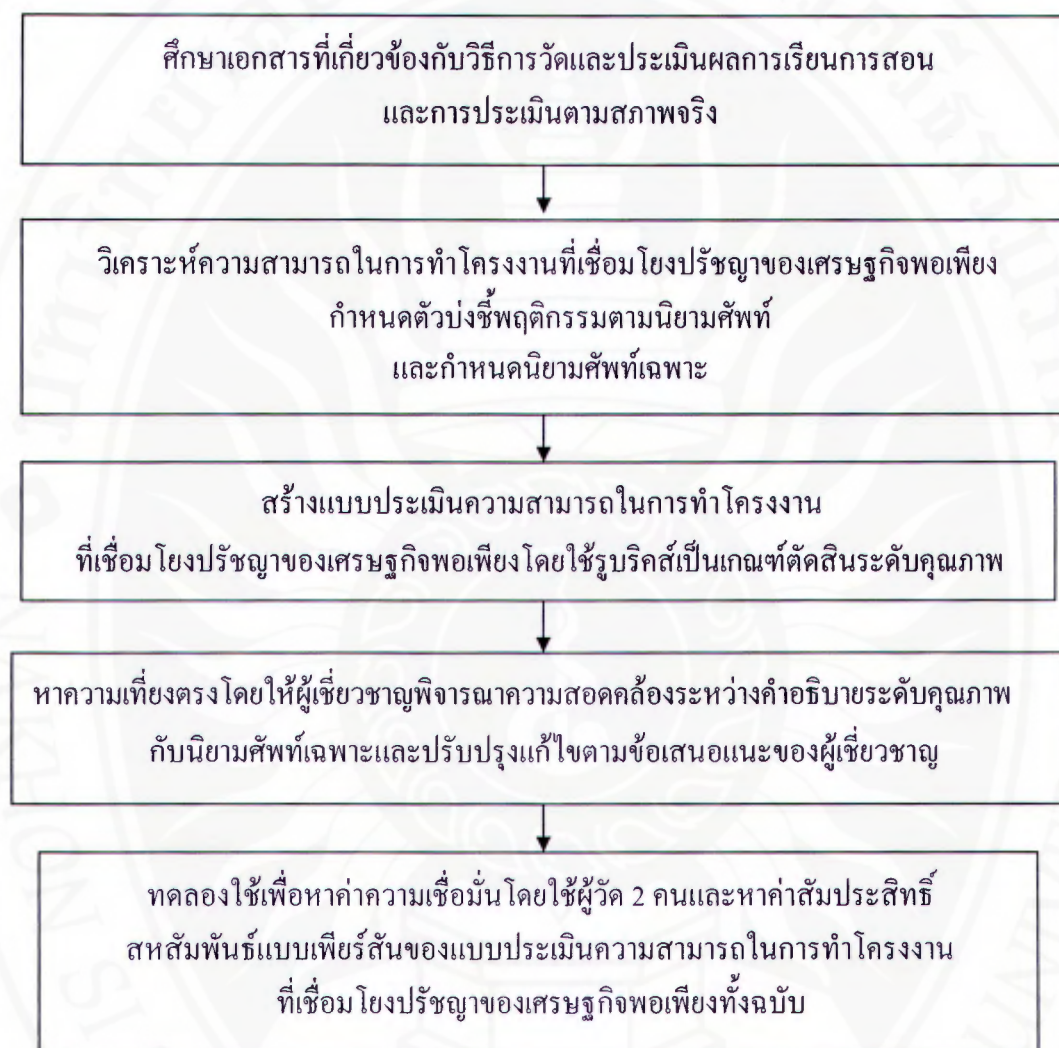 ศึกษาเอกสารที่เกี่ยวข้องกับวิธีการวัดและประเมินผลการเรียนการสอน
และการประเมินตามสภาพจริง
วิเคราะห์ความสามารถในการทำโครงงานที่เชื่อมโยงปรัชญาของเศรษฐกิจพอเพียง
กำหนดตัวบ่งชี้พฤติกรรมตามนิยามศัพท์
และกำหนดนิยามศัพท์เฉพาะ
สร้างแบบประเมินความสามารถในการทำโครงงาน
ที่เชื่อมโยงปรัชญาของเศรษฐกิจพอเพียงโดยใช้รูบริคส์เป็นเกณฑ์ตัดสินระดับคุณภาพ
หาความเที่ยงตรงโดยให้ผู้เชี่ยวชาญพิจารณาความสอดคล้องระหว่างคำอธิบายระดับคุณภาพ
กับนิยามศัพท์เฉพาะและปรับปรุงแก้ไขตามข้อเสนอแนะของผู้เชี่ยวชาญ
ทดลองใช้เพื่อหาค่าความเชื่อมั่นโดยใช้ผู้วัด 2 คนและหาค่าสัมประสิทธิ์
สหสัมพันธ์แบบเพียร์สันของแบบประเมินความสามารถในการทำโครงงาน
ที่เชื่อมโยงปรัชญาของเศรษฐกิจพอเพียงทั้งฉบับ